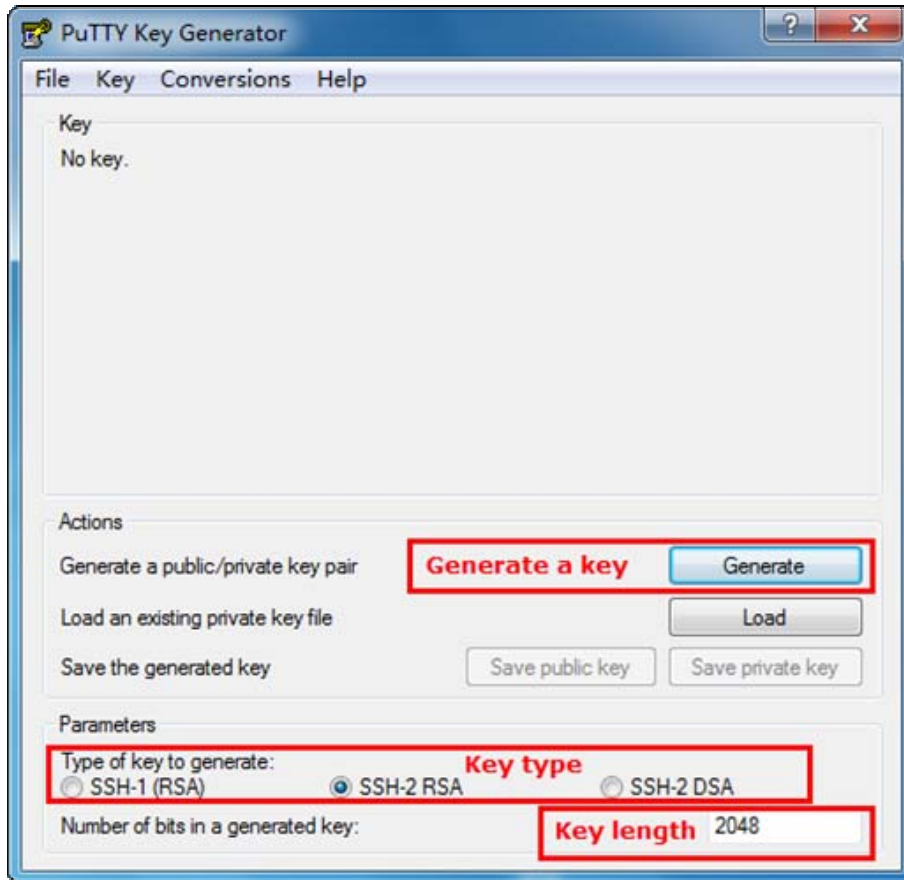 PuTTY Key Generator
File Key Conversions Help
Key
No key.
Actions
Generate a public/private key pair Generate a key Generate
Load an existing private key file Load
Save the generated key Save public key Save private key
Parameters
Type of key to generate: Key type
SSH-1 (RSA) SSH-2 RSA SSH-2 DSA
Number of bits in a generated key: Key length 2048